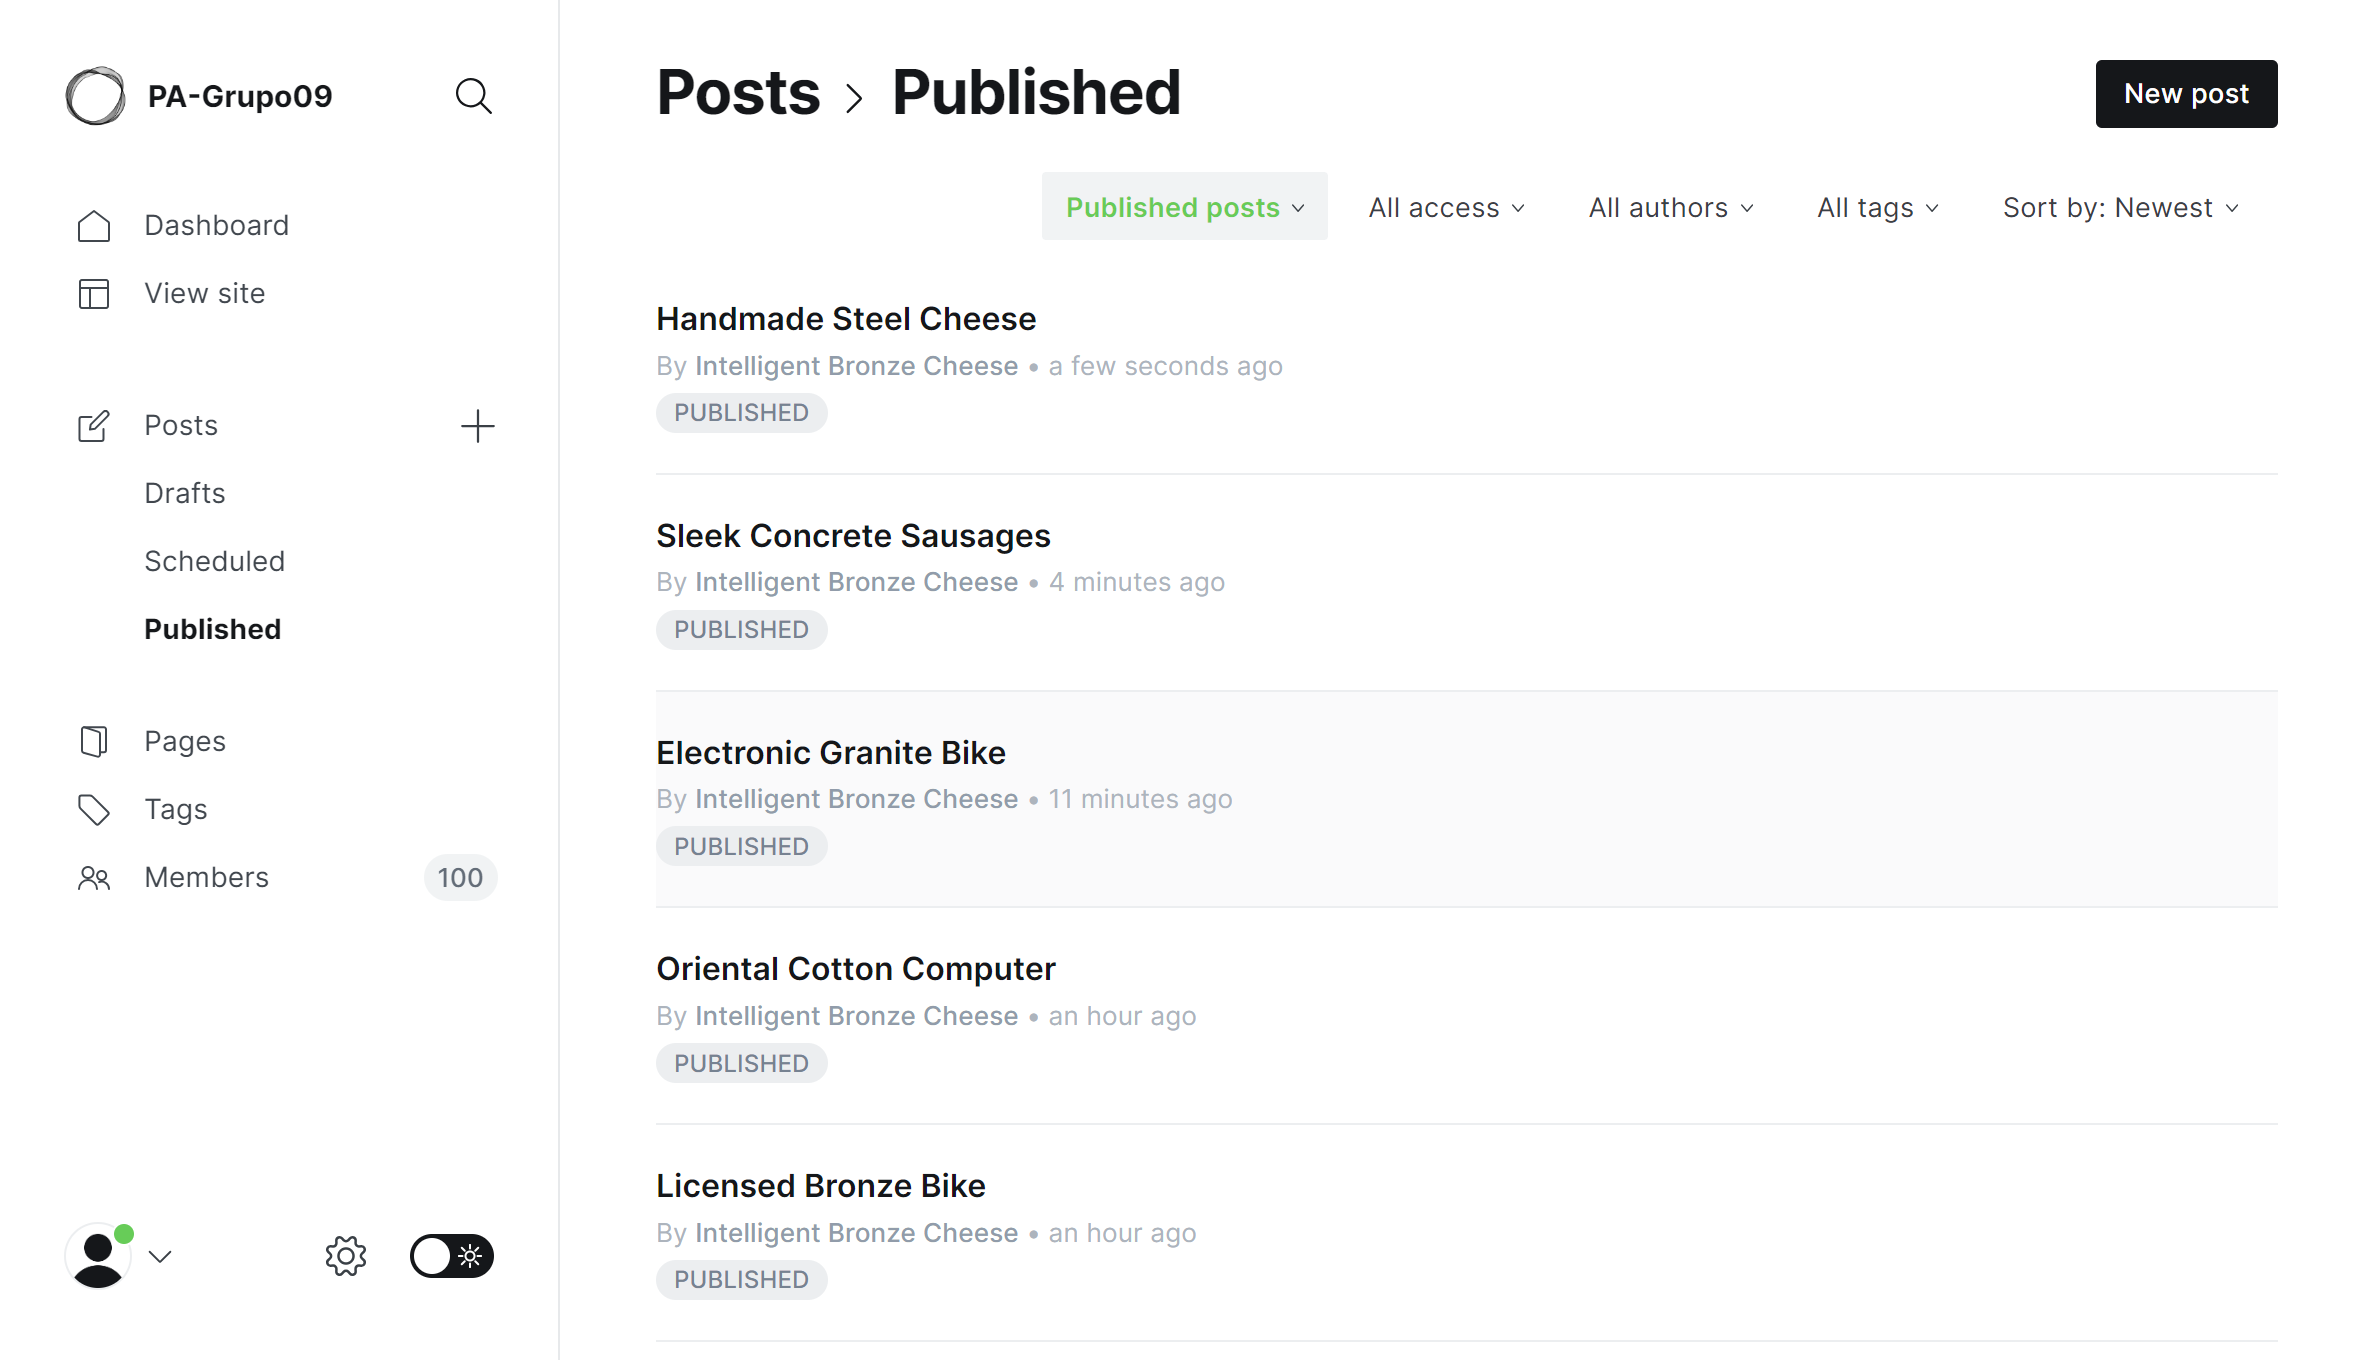 PA-Grupo09
Dashboard
View site
Posts
Drafts
Scheduled
Published
Pages
Tags
Members 100
Posts > Published
New post
Published posts All access All authors All tags Sort by: Newest
Handmade Steel Cheese
By Intelligent Bronze Cheese • a few seconds ago
PUBLISHED
Sleek Concrete Sausages
By Intelligent Bronze Cheese • 4 minutes ago
PUBLISHED
Electronic Granite Bike
By Intelligent Bronze Cheese • 11 minutes ago
PUBLISHED
Oriental Cotton Computer
By Intelligent Bronze Cheese • an hour ago
PUBLISHED
Licensed Bronze Bike
By Intelligent Bronze Cheese • an hour ago
PUBLISHED